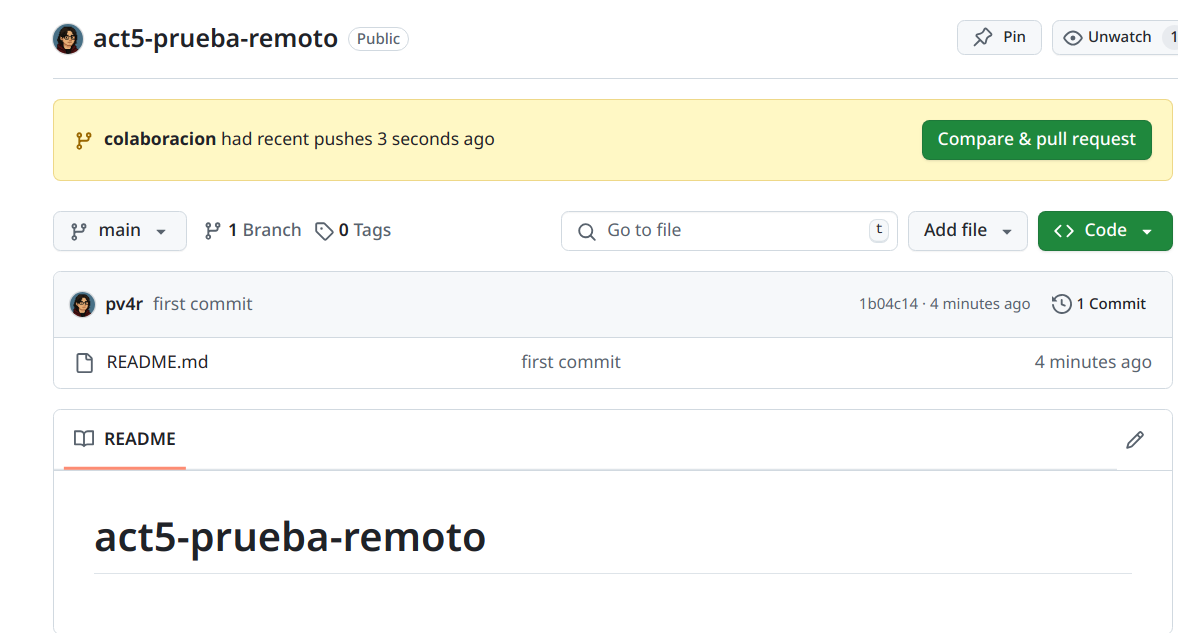 act5-prueba-remoto Public Pin Unwatch 1
colaboracion had recent pushes 3 seconds ago Compare & pull request
main 1 Branch 0 Tags Go to file t Add file Code
pv4r first commit 1b04c14 · 4 minutes ago 1 Commit
README.md first commit 4 minutes ago
README
act5-prueba-remoto